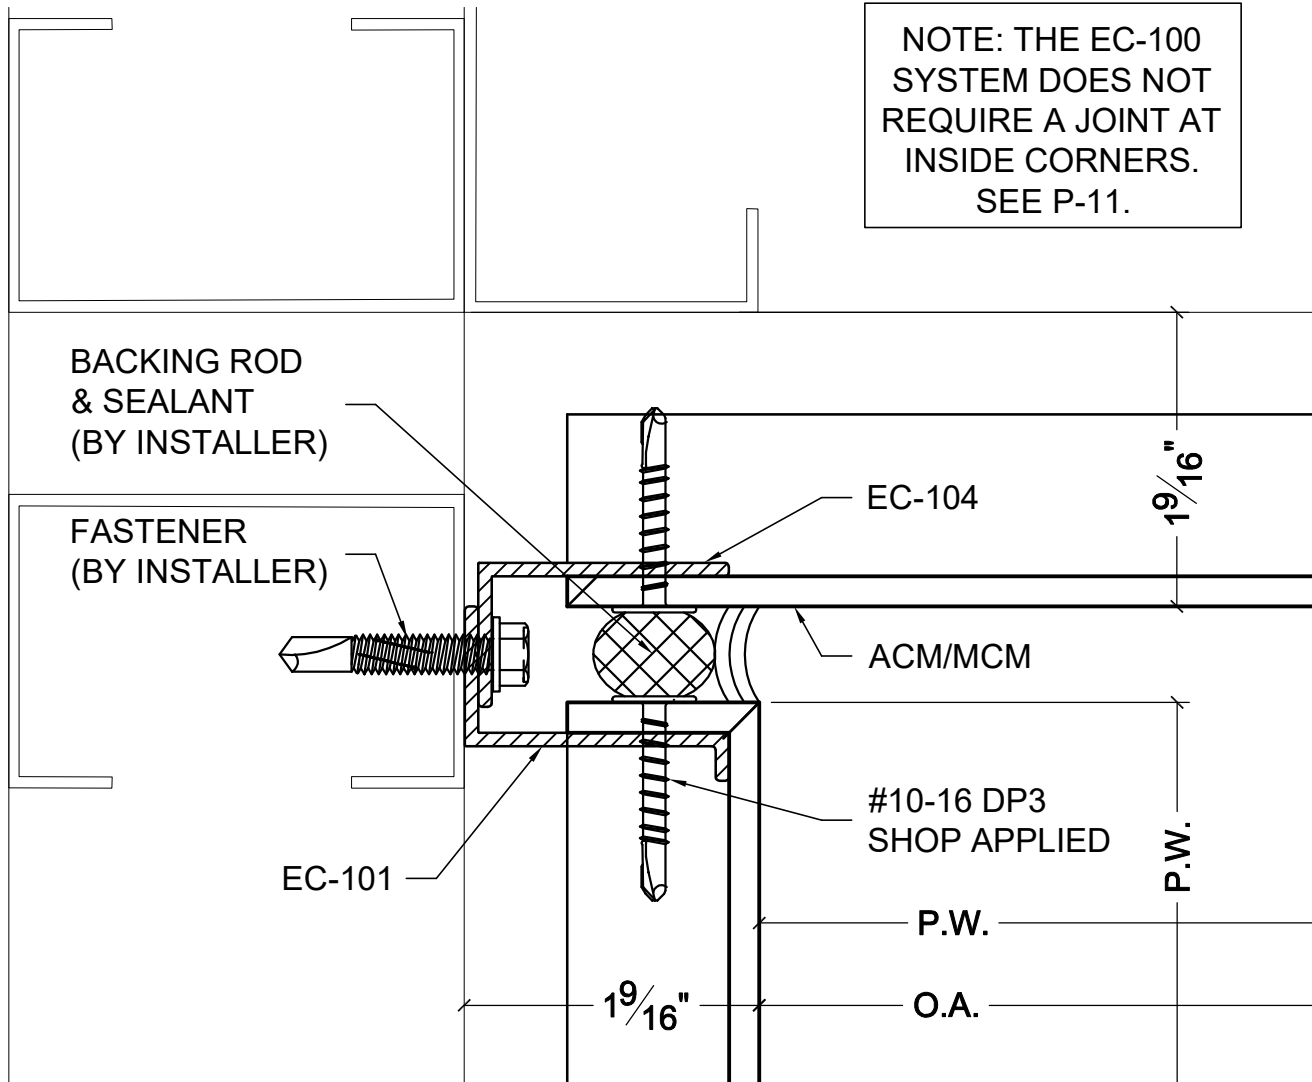 NOTE: THE EC-100
SYSTEM DOES NOT
REQUIRE A JOINT AT
INSIDE CORNERS.
SEE P-11.
BACKING ROD
& SEALANT
(BY INSTALLER)
EC-104
1 9/16"
FASTENER
(BY INSTALLER)
ACM/MCM
#10-16 DP3
SHOP APPLIED
P.W.
EC-101
P.W.
1 9/16"
O.A.